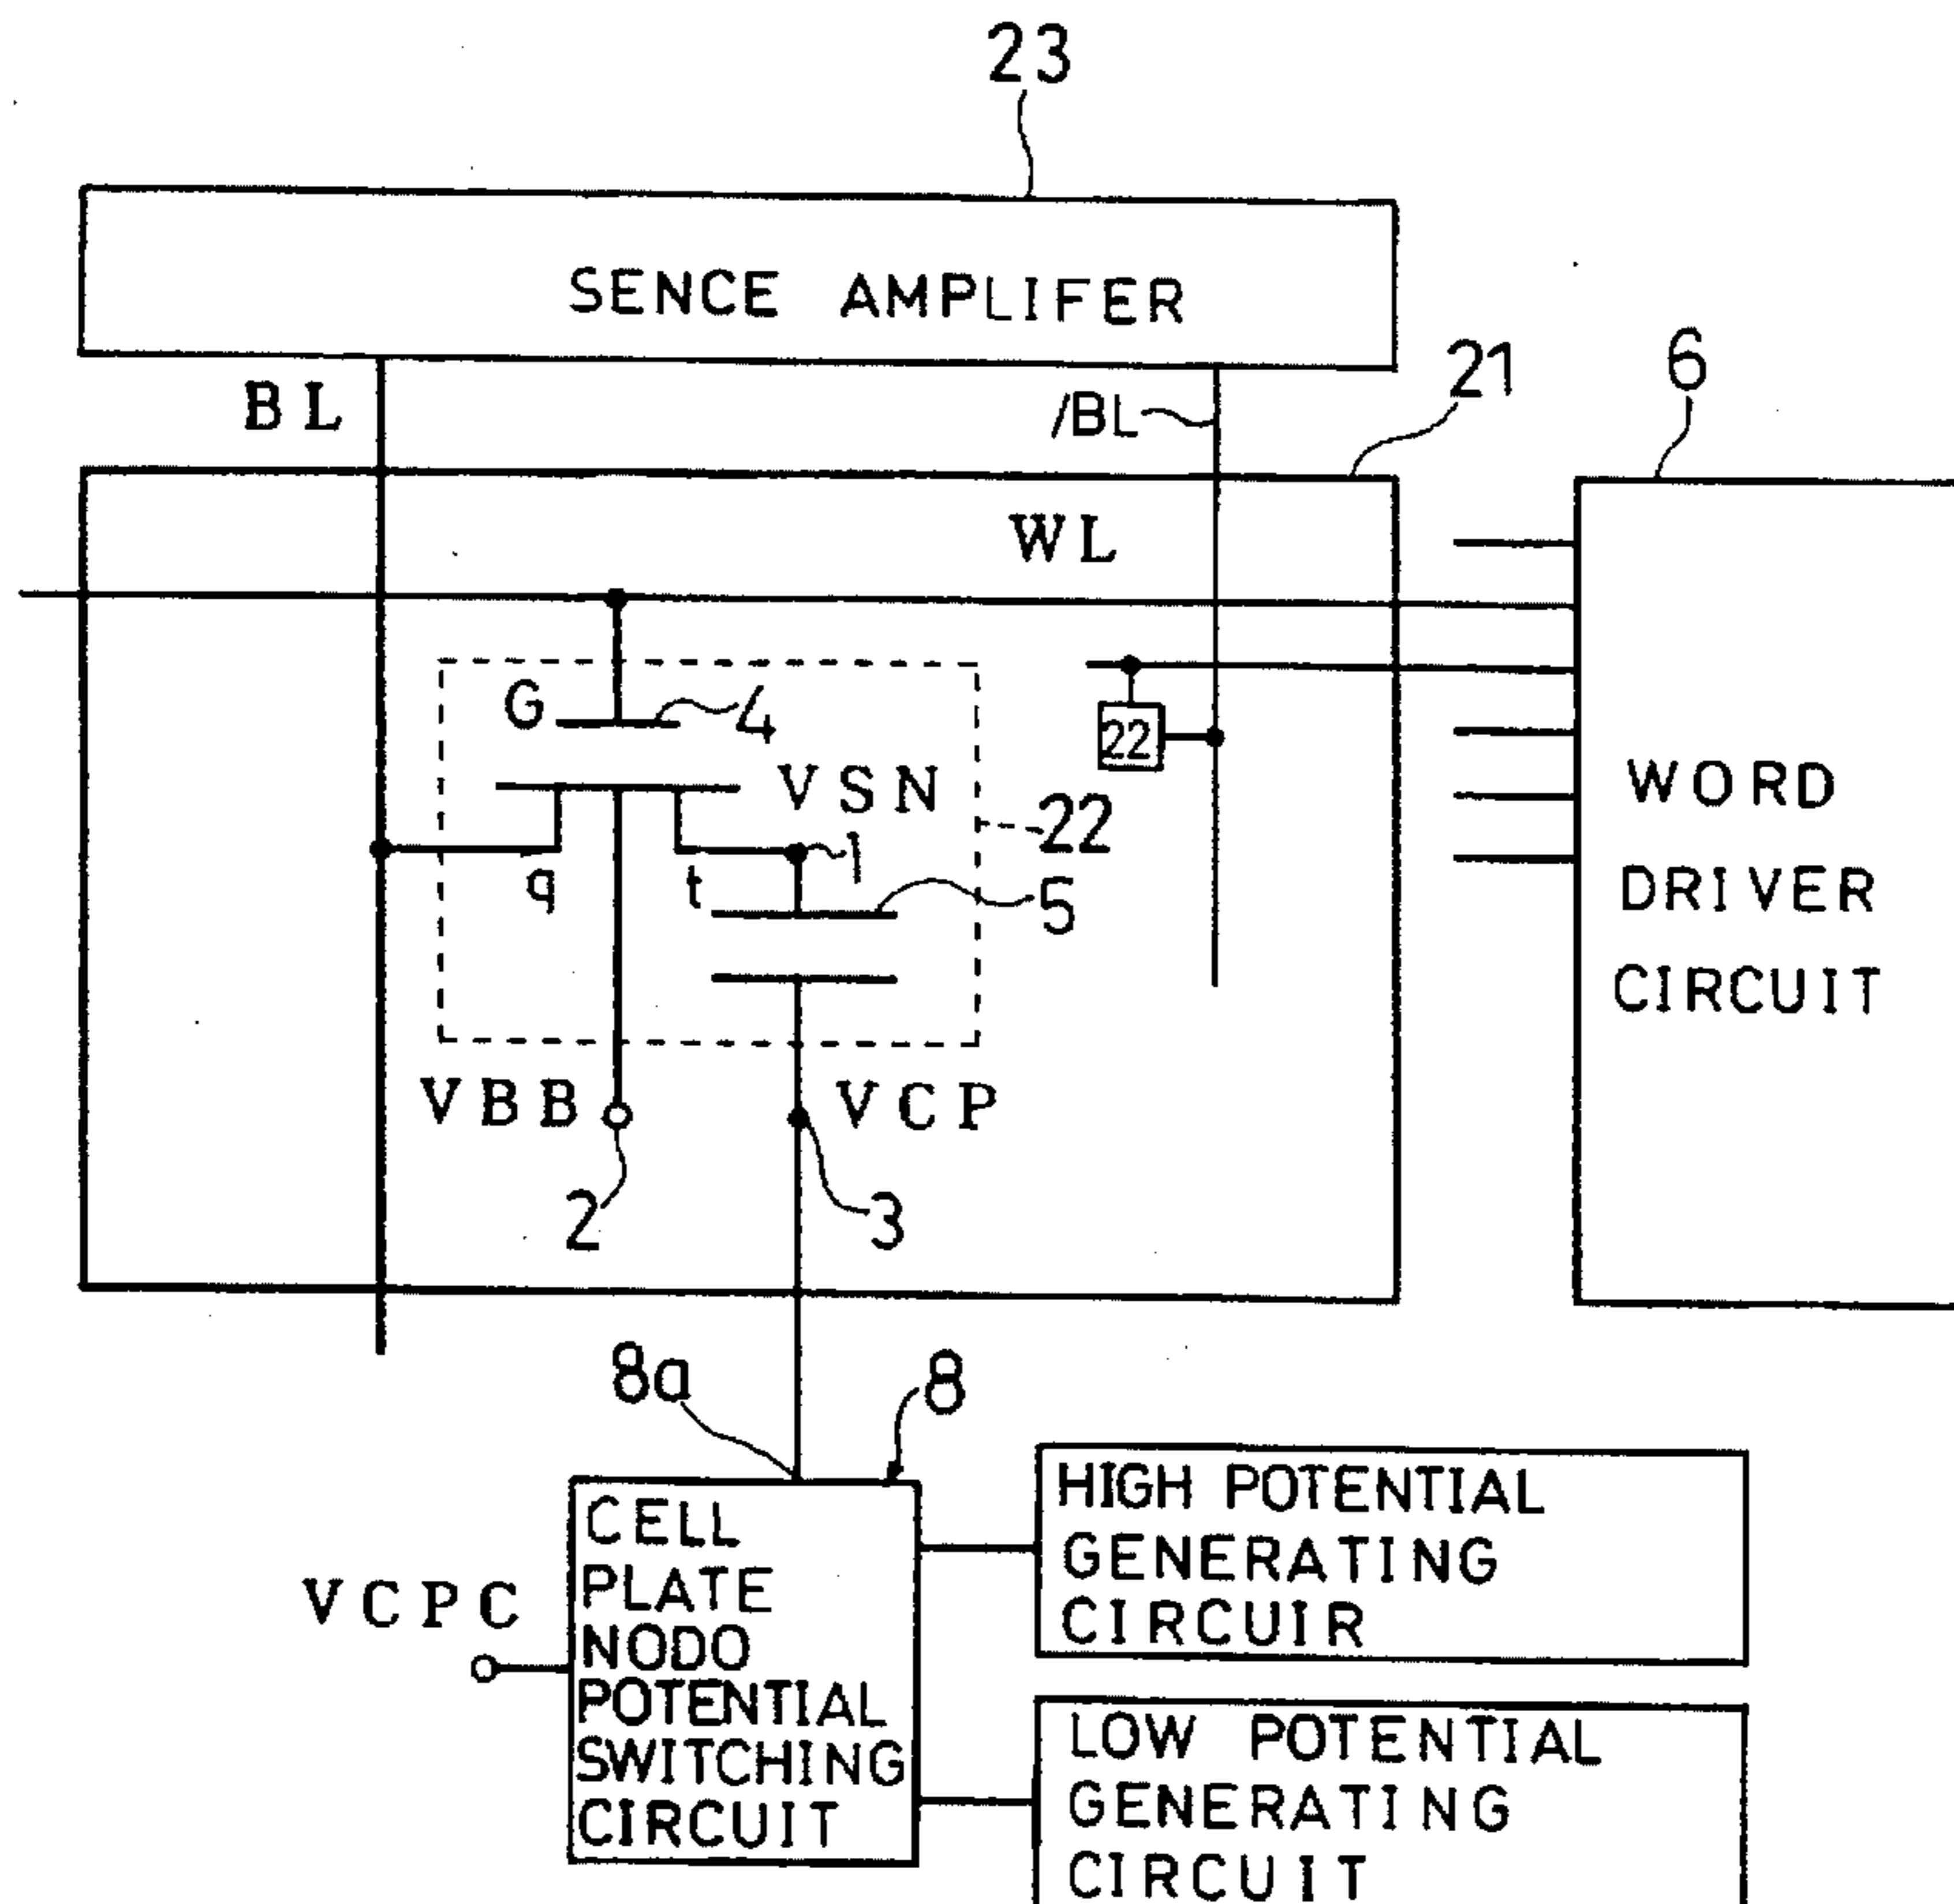 23
SENCE AMPLIFER
BL
/BL
21
6
WL
G
4
22
VSN
22
1
q
t
5
WORD
DRIVER
CIRCUIT
VBB
VCP
2
3
8a
8
HIGH POTENTIAL
GENERATING
CIRCUIR
CELL
PLATE
NODO
POTENTIAL
SWITCHING
CIRCUIT
VCPC
LOW POTENTIAL
GENERATING
CIRCUIT